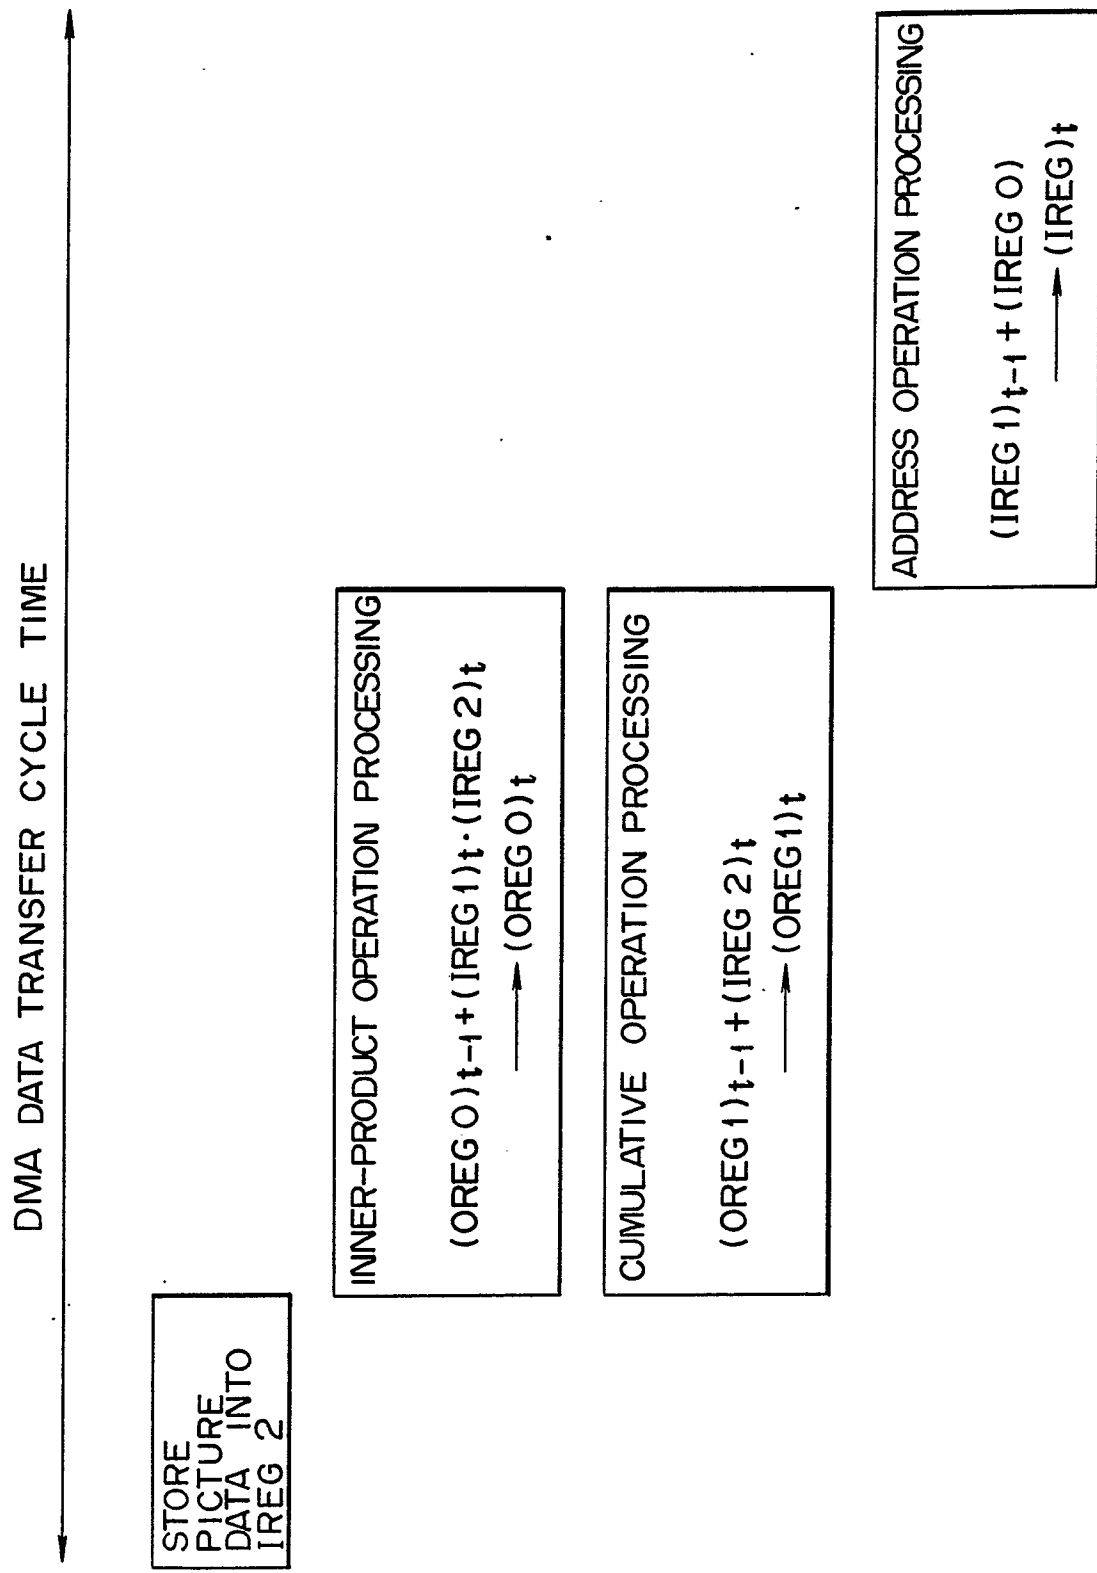 DMA DATA TRANSFER CYCLE TIME
STORE
PICTURE
DATA INTO
IREG 2
INNER-PRODUCT OPERATION PROCESSING
(OREG 0)t-1 + (IREG 1)t · (IREG 2)t
→ (OREG 0)t
CUMULATIVE OPERATION PROCESSING
(OREG 1)t-1 + (IREG 2)t
→ (OREG 1)t
ADDRESS OPERATION PROCESSING
(IREG 1)t-1 + (IREG 0)
→ (IREG)t